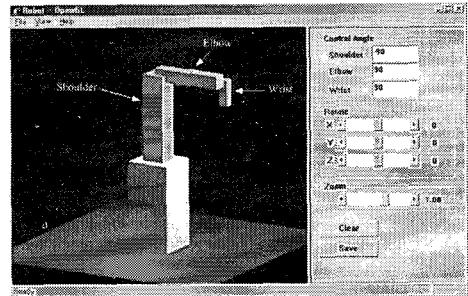 Robot - OpenGL
File View Help
Elbow
Shoulder
Wrist
Control Angle
Shoulder 90
Elbow 90
Wrist 90
Rotate
X: 0
Y: 0
Z: 0
Zoom
1.00
Clear
Save
Ready